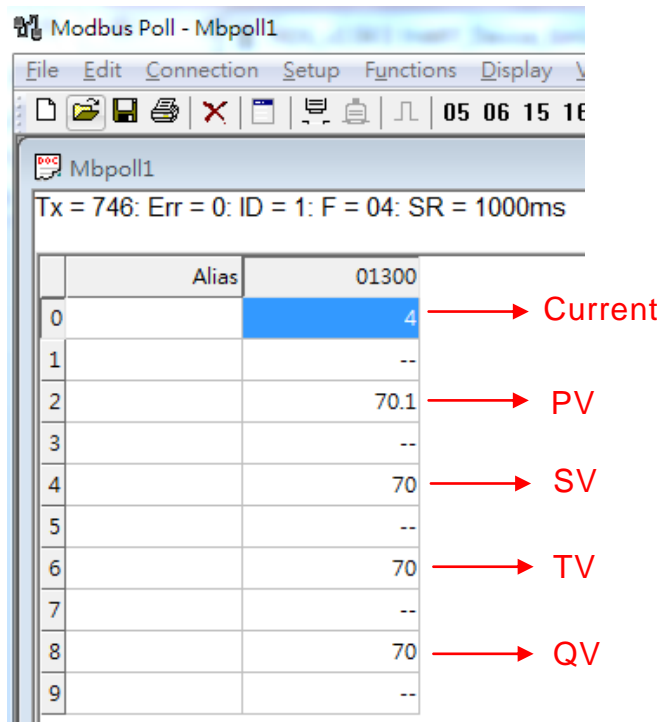 Modbus Poll - Mbpoll1
File Edit Connection Setup Functions Display
05 06 15 16
Mbpoll1
Tx = 746: Err = 0: ID = 1: F = 04: SR = 1000ms
Alias 01300
0 4 Current
1 --
2 70.1 PV
3 --
4 70 SV
5 --
6 70 TV
7 --
8 70 QV
9 --